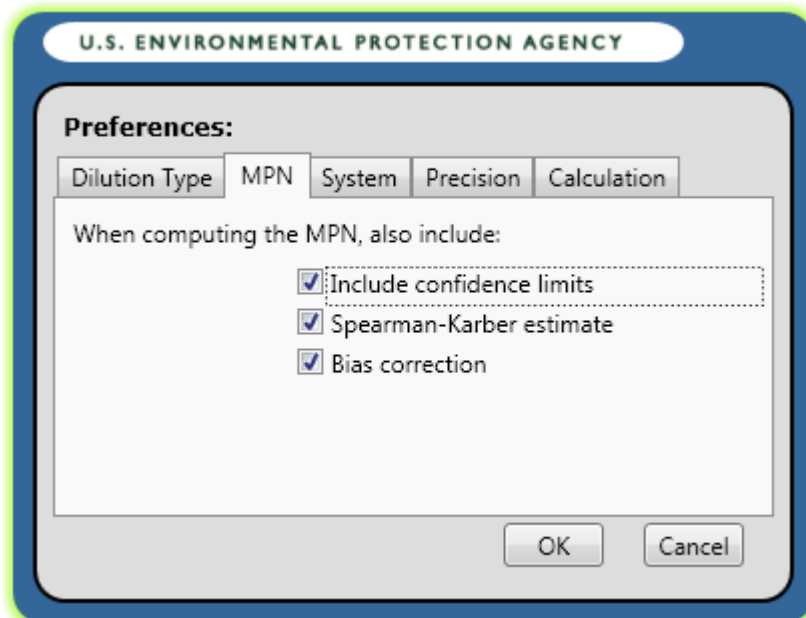 U.S. ENVIRONMENTAL PROTECTION AGENCY
Preferences:
Dilution Type MPN System Precision Calculation
When computing the MPN, also include:
Include confidence limits
Spearman-Karber estimate
Bias correction
OK Cancel